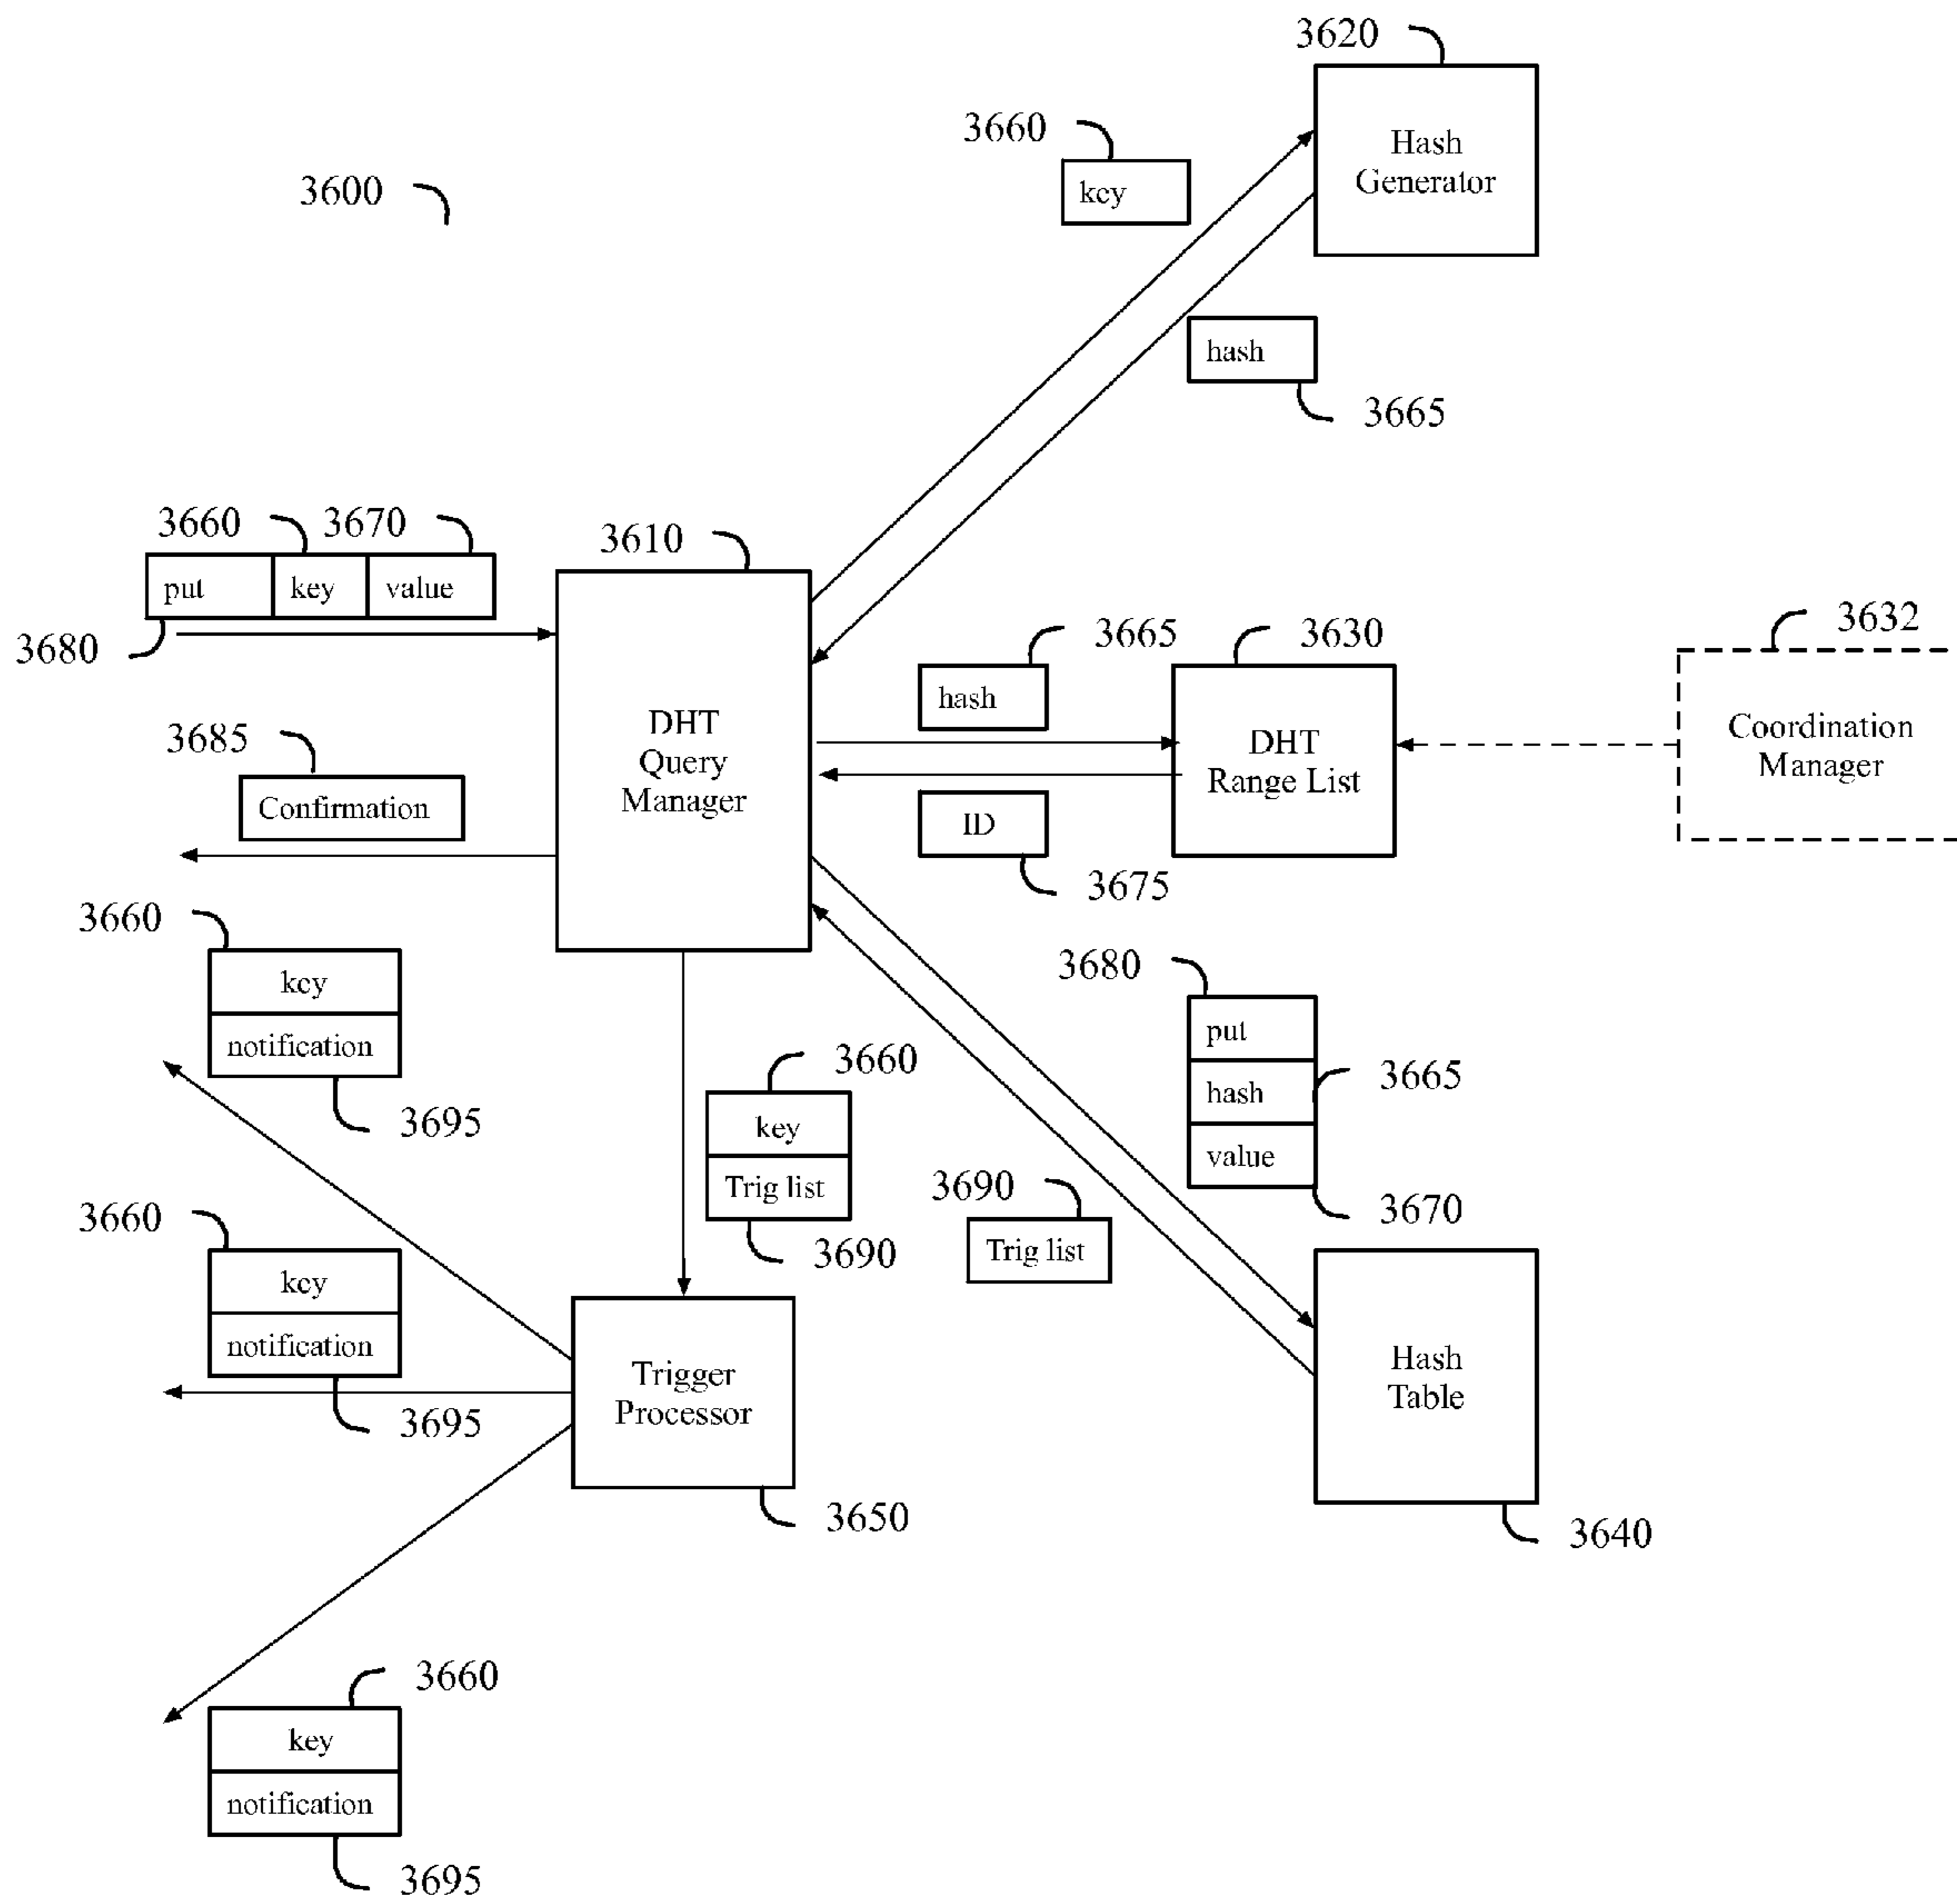 3620
3660
Hash
Generator
key
3600
hash
3665
3660
3670
3610
put
key
value
3680
3665
3630
3632
hash
DHT
Query
Manager
DHT
Range List
Coordination
Manager
3685
Confirmation
ID
3675
3660
key
notification
3695
3680
put
hash
value
3665
3670
3660
key
Trig list
3690
3690
Trig list
3660
key
notification
3695
Trigger
Processor
3650
Hash
Table
3640
3660
key
notification
3695